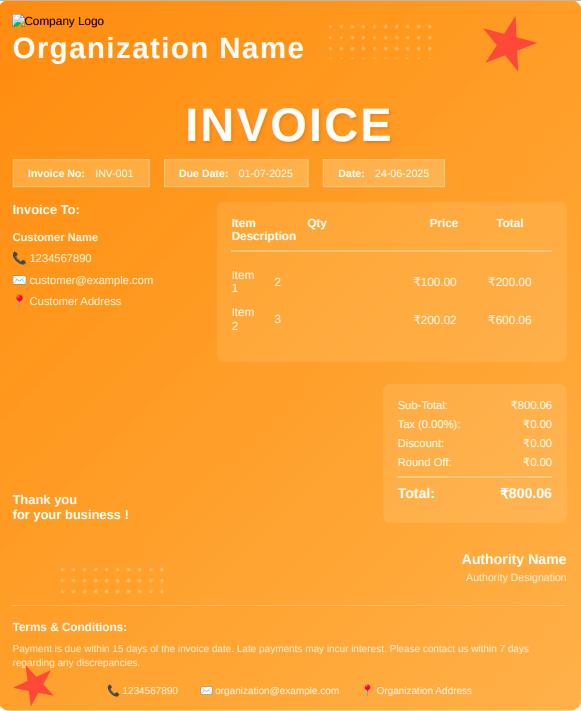 Company Logo
Organization Name
INVOICE
Invoice No: INV-001 Due Date: 01-07-2025 Date: 24-06-2025
Invoice To:
Customer Name
📞 1234567890
✉️ customer@example.com
📍 Customer Address
Item Description Qty Price Total
Item 1 2 ₹100.00 ₹200.00
Item 2 3 ₹200.02 ₹600.06
Sub-Total: ₹800.06
Tax (0.00%): ₹0.00
Discount: ₹0.00
Round Off: ₹0.00
Total: ₹800.06
Thank you
for your business !
Authority Name
Authority Designation
Terms & Conditions:
Payment is due within 15 days of the invoice date. Late payments may incur interest. Please contact us within 7 days
regarding any discrepancies.
📞 1234567890 ✉️ organization@example.com 📍 Organization Address